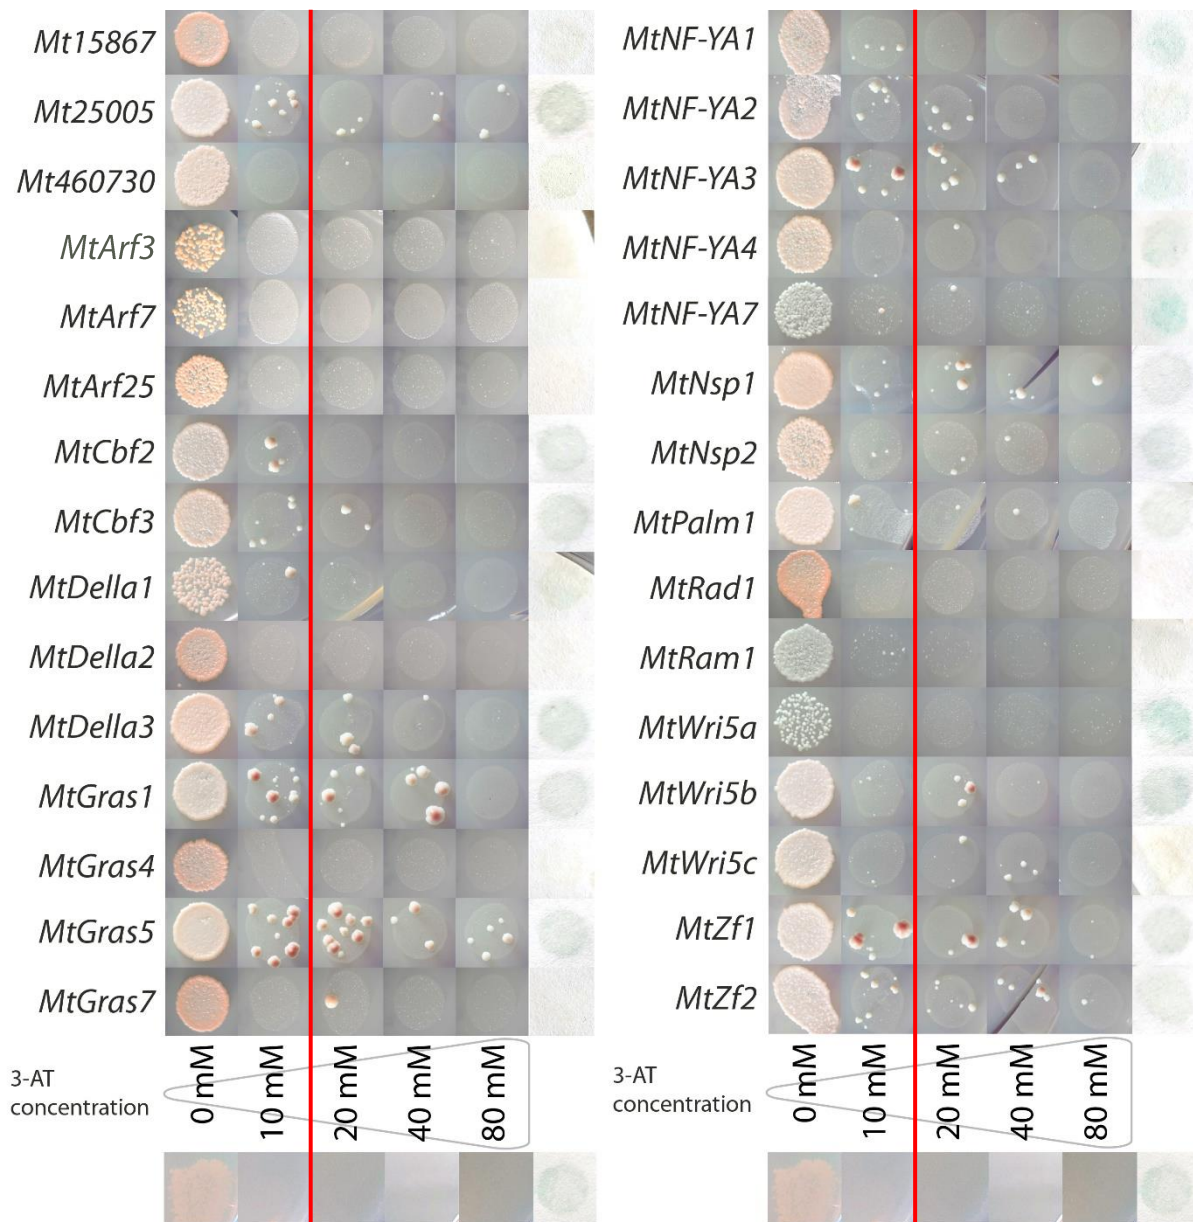 Mt15867
Mt25005
Mt460730
MtArf3
MtArf7
MtArf25
MtCbf2
MtCbf3
MtDella1
MtDella2
MtDella3
MtGras1
MtGras4
MtGras5
MtGras7
3-AT
concentration
0 mM
10 mM
20 mM
40 mM
80 mM
MtNF-YA1
MtNF-YA2
MtNF-YA3
MtNF-YA4
MtNF-YA7
MtNsp1
MtNsp2
MtPalm1
MtRad1
MtRam1
MtWri5a
MtWri5b
MtWri5c
MtZf1
MtZf2
3-AT
concentration
0 mM
10 mM
20 mM
40 mM
80 mM